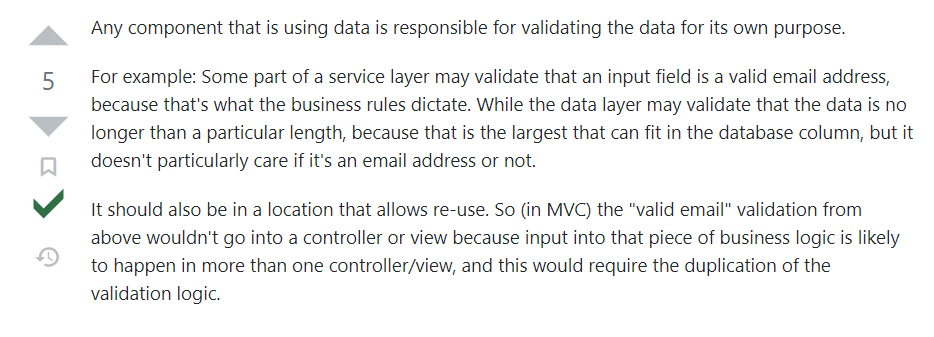 Any component that is using data is responsible for validating the data for its own purpose.
5
For example: Some part of a service layer may validate that an input field is a valid email address,
because that's what the business rules dictate. While the data layer may validate that the data is no
longer than a particular length, because that is the largest that can fit in the database column, but it
doesn't particularly care if it's an email address or not.
It should also be in a location that allows re-use. So (in MVC) the "valid email" validation from
above wouldn't go into a controller or view because input into that piece of business logic is likely
to happen in more than one controller/view, and this would require the duplication of the
validation logic.